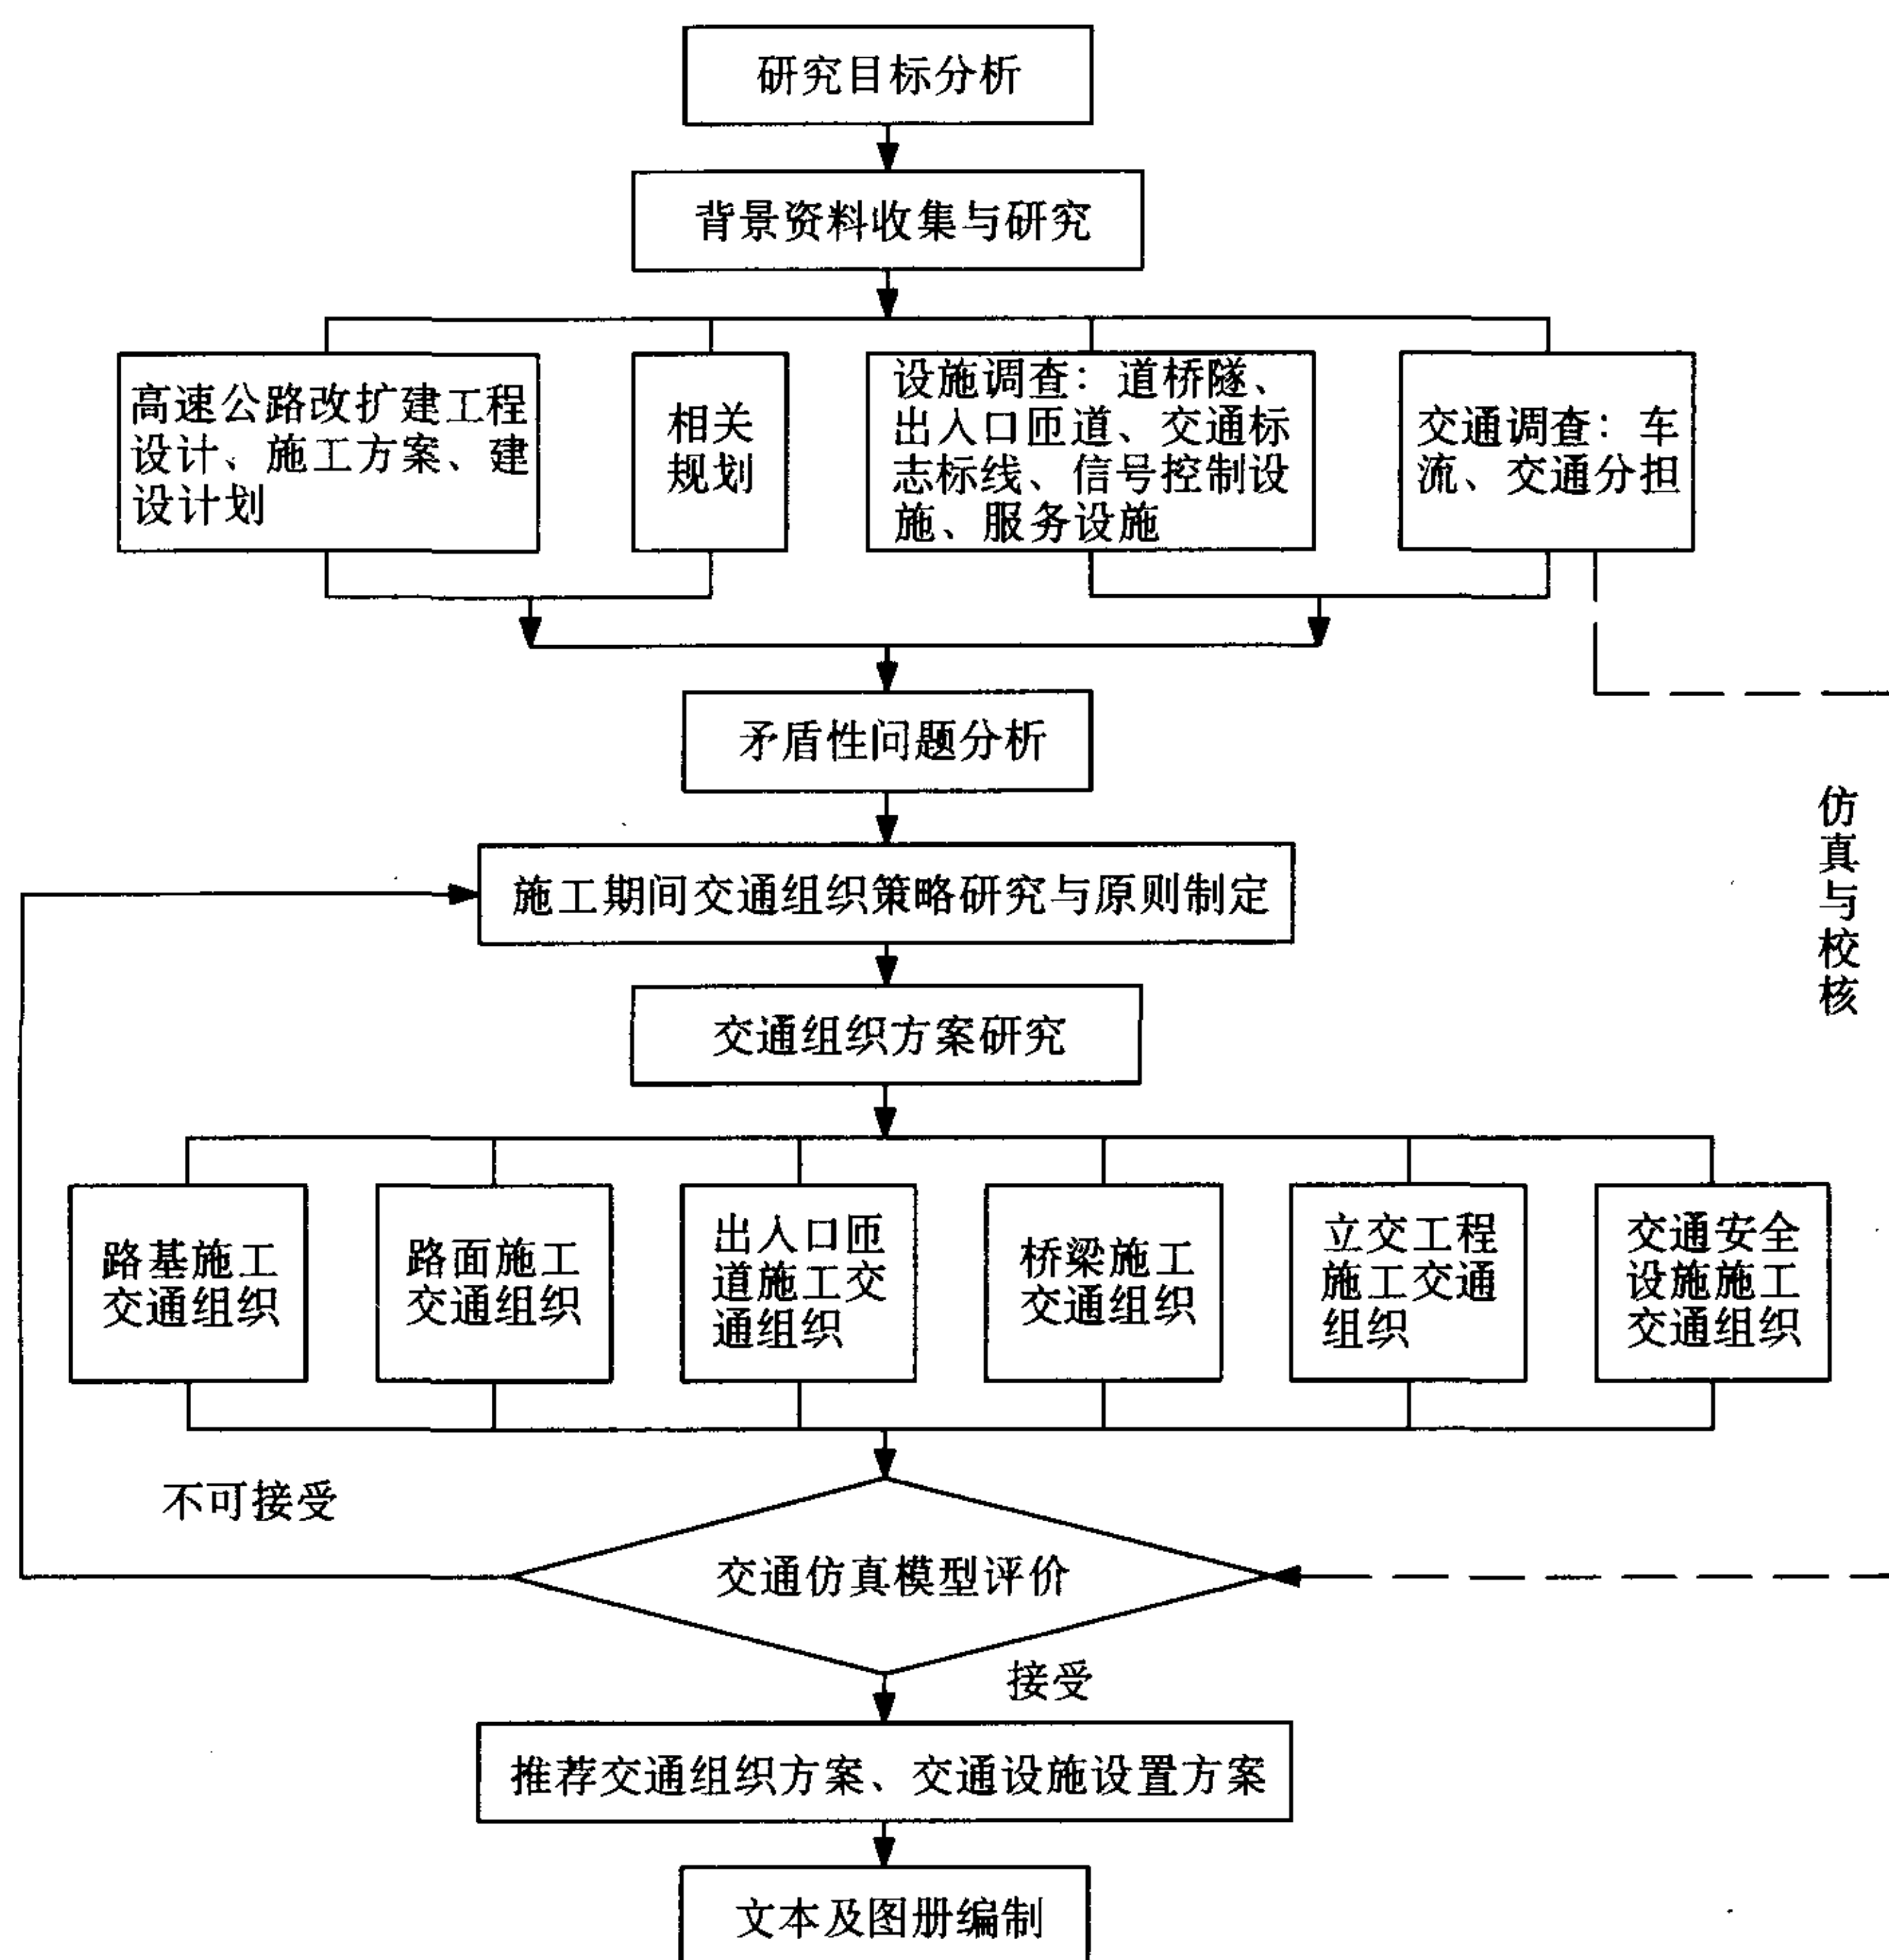 研究目标分析
背景资料收集与研究
高速公路改扩建工程
设计、施工方案、建
设计划
相关
规划
设施调查：道桥隧、
出入口匝道、交通标
志标线、信号控制设
施、服务设施
交通调查：车
流、交通分担
矛盾性问题分析
仿真与校核
施工期间交通组织策略研究与原则制定
交通组织方案研究
路基施工
交通组织
路面施工
交通组织
出入口匝
道施工交
通组织
桥梁施工
交通组织
立交工程
施工交通
组织
交通安全
设施施工
交通组织
不可接受
交通仿真模型评价
接受
推荐交通组织方案、交通设施设置方案
文本及图册编制